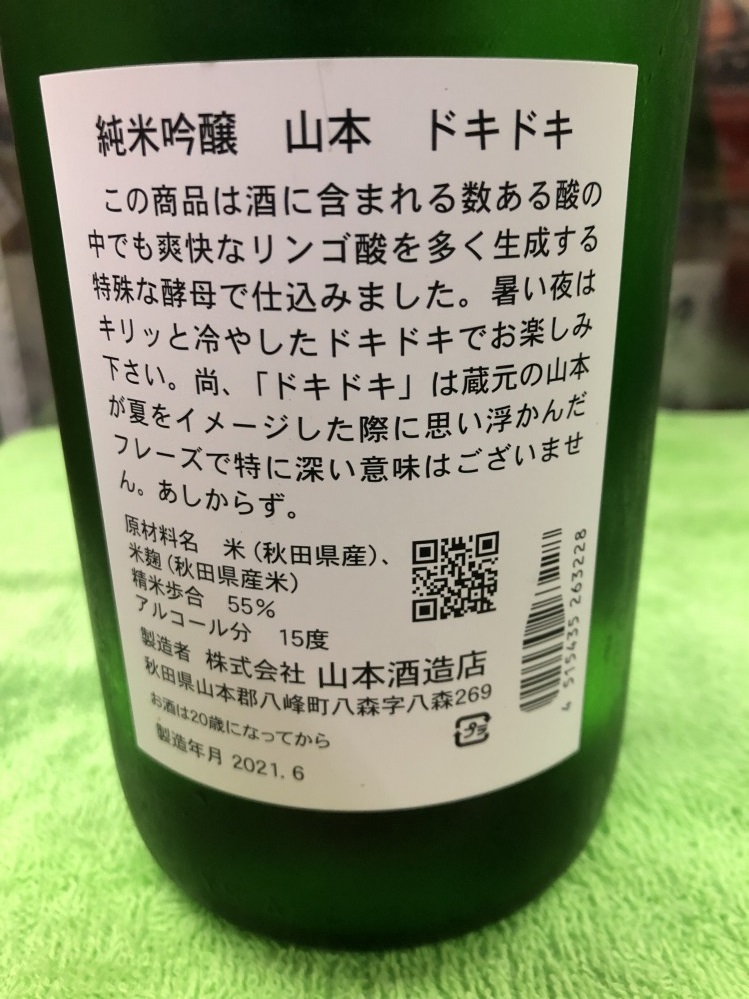 純米吟醸　山本　ドキドキ
この商品は酒に含まれる数ある酸の
中でも爽快なリンゴ酸を多く生成する
特殊な酵母で仕込みました。暑い夜は
キリッと冷やしたドキドキでお楽しみ
下さい。尚、「ドキドキ」は蔵元の山本
が夏をイメージした際に思い浮かんだ
フレーズで特に深い意味はございませ
ん。あしからず。
原材料名　米（秋田県産）、
米麹（秋田県産米）
精米歩合　55％
アルコール分　15度
製造者　株式会社 山本酒造店
秋田県山本郡八峰町八森字八森269
お酒は20歳になってから
製造年月 2021.6
プラ
4 515435 263228